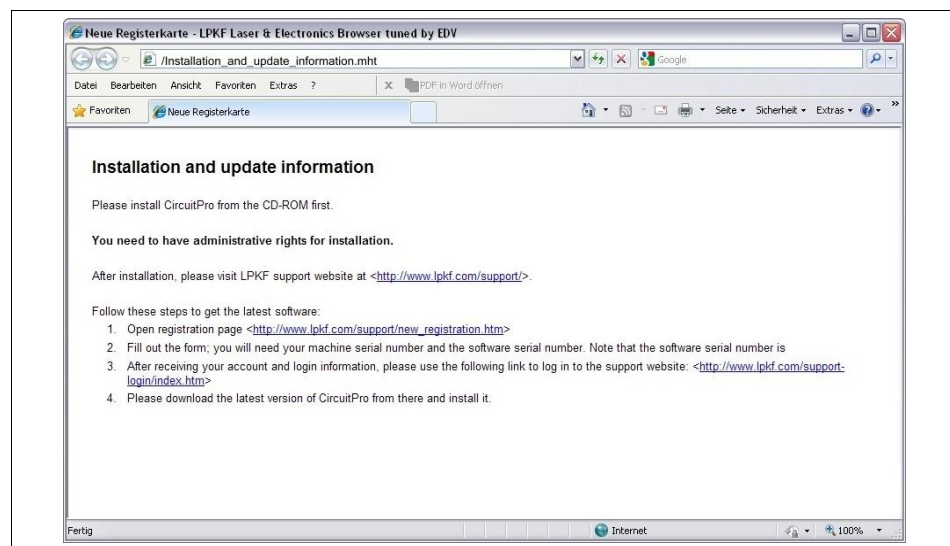 Neue Registerkarte - LPKF Laser & Electronics Browser tuned by EDV
/Installation_and_update_information.mht
Google
Datei Bearbeiten Ansicht Favoriten Extras ?
X PDF in Word öffnen
Favoriten
Neue Registerkarte
Seite Sicherheit Extras
Installation and update information
Please install CircuitPro from the CD-ROM first.
You need to have administrative rights for installation.
After installation, please visit LPKF support website at <http://www.lpkf.com/support/>.
Follow these steps to get the latest software:
1. Open registration page <http://www.lpkf.com/support/new_registration.htm>
2. Fill out the form; you will need your machine serial number and the software serial number. Note that the software serial number is
3. After receiving your account and login information, please use the following link to log in to the support website: <http://www.lpkf.com/support-
login/index.htm>
4. Please download the latest version of CircuitPro from there and install it.
Fertig
Internet
100%